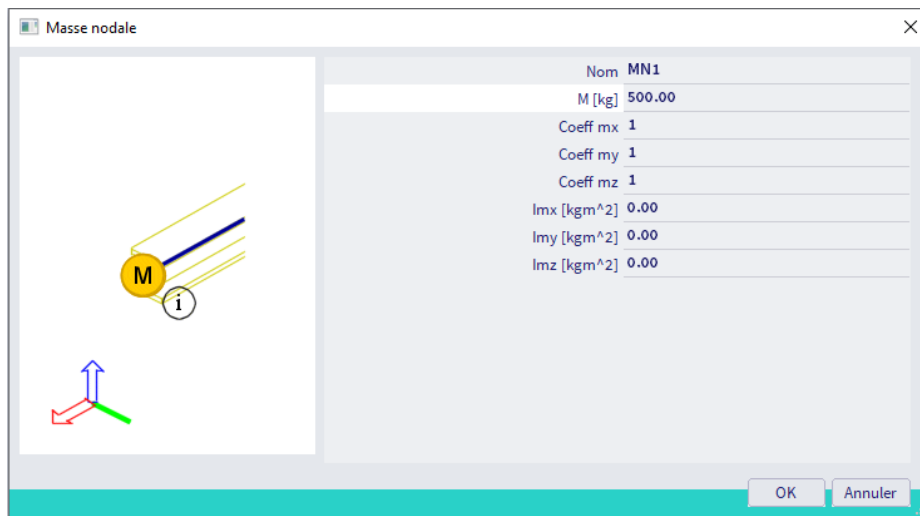 Masse nodale
Nom MN1
M [kg] 500.00
Coeff mx 1
Coeff my 1
Coeff mz 1
Imx [kgm^2] 0.00
Imy [kgm^2] 0.00
Imz [kgm^2] 0.00
M
i
OK Annuler